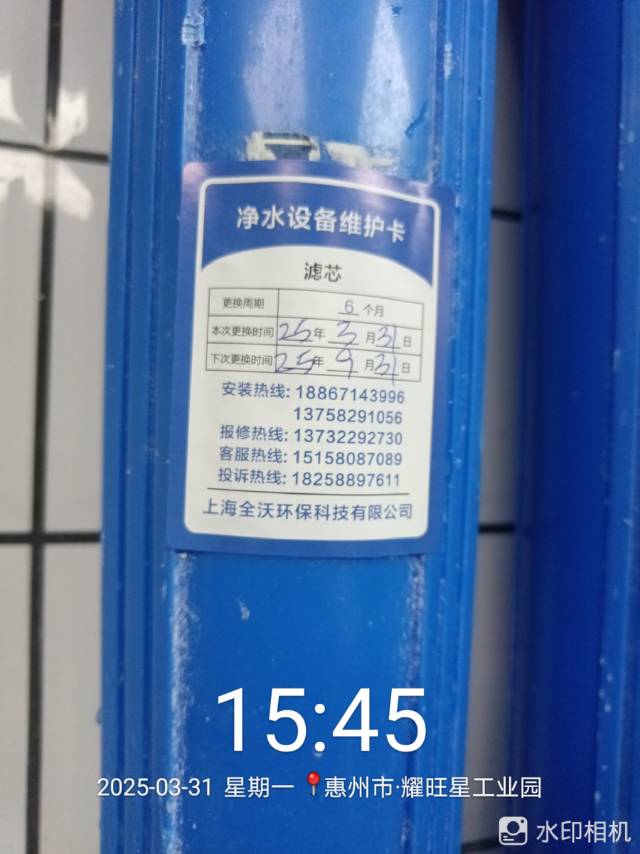 净水设备维护卡
滤芯
更换周期 6 个月
本次更换时间 25 年 3 月 31 日
下次更换时间 25 年 9 月 31 日
安装热线: 18867143996
13758291056
报修热线: 13732292730
客服热线: 15158087089
投诉热线: 18258897611
上海全沃环保科技有限公司
15:45
2025-03-31 星期一 惠州市·耀旺星工业园
水印相机